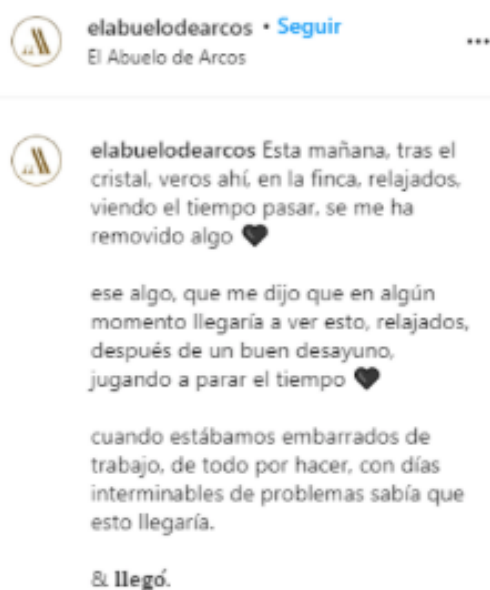 elabuelodearcos • Seguir
El Abuelo de Arcos
elabuelodearcos Esta mañana, tras el
cristal, veros ahí, en la finca, relajados,
viendo el tiempo pasar, se me ha
removido algo 🖤
ese algo, que me dijo que en algún
momento llegaría a ver esto, relajados,
después de un buen desayuno,
jugando a parar el tiempo 🖤
cuando estábamos embarrados de
trabajo, de todo por hacer, con días
interminables de problemas sabía que
esto llegaría.
& llegó.